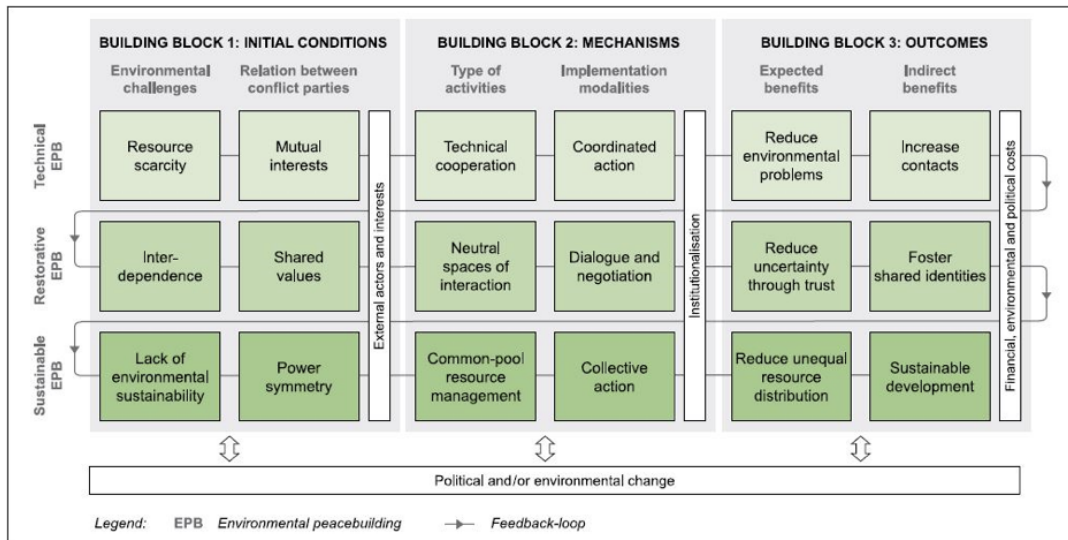 BUILDING BLOCK 1: INITIAL CONDITIONS
BUILDING BLOCK 2: MECHANISMS
BUILDING BLOCK 3: OUTCOMES
Environmental
challenges
Relation between
conflict parties
Type of
activities
Implementation
modalities
Expected
benefits
Indirect
benefits
Technical
EPB
Resource
scarcity
Mutual
interests
Technical
cooperation
Coordinated
action
Reduce
environmental
problems
Increase
contacts
Restorative
EPB
Inter-
dependence
Shared
values
Neutral
spaces of
interaction
Dialogue and
negotiation
Reduce
uncertainty
through trust
Foster
shared identities
Sustainable
EPB
Lack of
environmental
sustainability
Power
symmetry
Common-pool
resource
management
Collective
action
Reduce unequal
resource
distribution
Sustainable
development
External actors and interests
Institutionalisation
Financial, environmental and political costs
Political and/or environmental change
Legend: EPB Environmental peacebuilding Feedback-loop